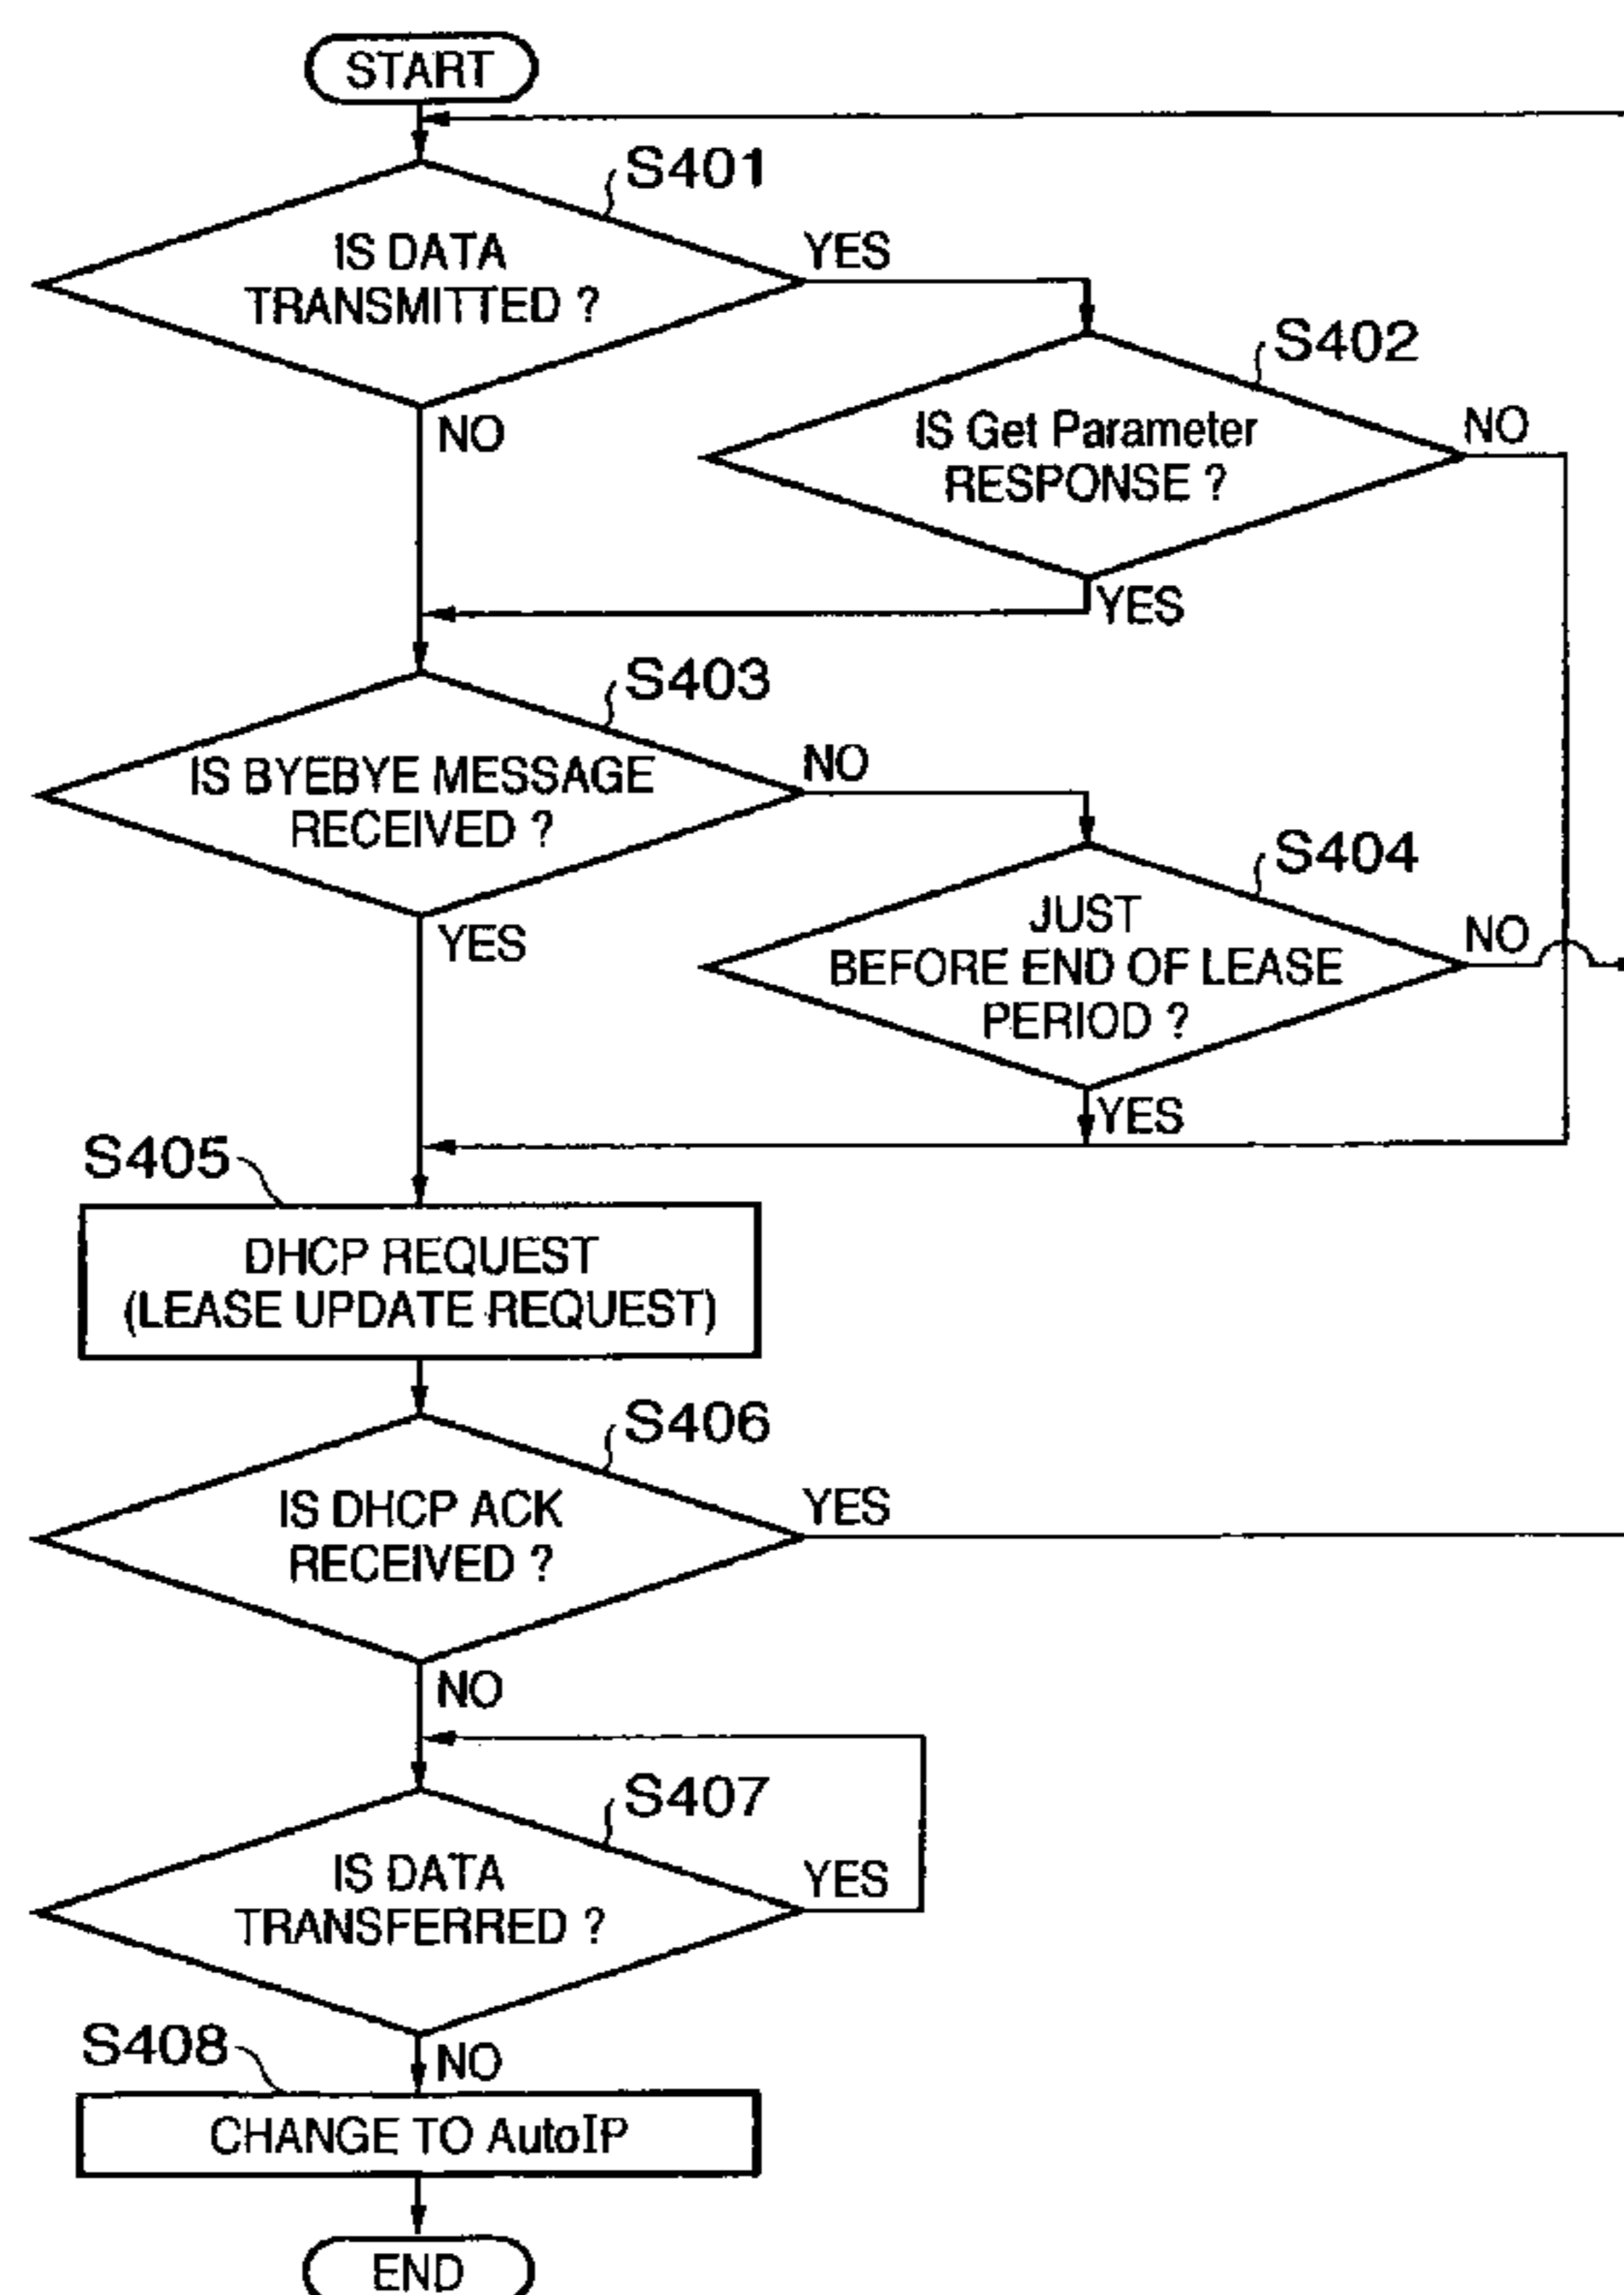 START
S401
IS DATA
TRANSMITTED ?
YES
NO
S402
IS Get Parameter
RESPONSE ?
NO
YES
S403
IS BYEBYE MESSAGE
RECEIVED ?
NO
YES
S404
JUST
BEFORE END OF LEASE
PERIOD ?
NO
YES
S405
DHCP REQUEST
(LEASE UPDATE REQUEST)
S406
IS DHCP ACK
RECEIVED ?
YES
NO
S407
IS DATA
TRANSFERRED ?
YES
NO
S408
CHANGE TO AutoIP
END